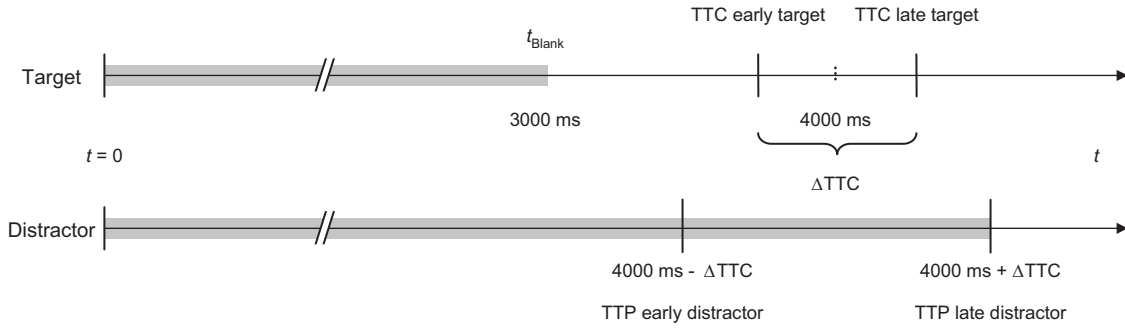 TTC early target TTC late target
tBlank
Target
3000 ms 4000 ms
t = 0 t
ΔTTC
Distractor
4000 ms - ΔTTC 4000 ms + ΔTTC
TTP early distractor TTP late distractor